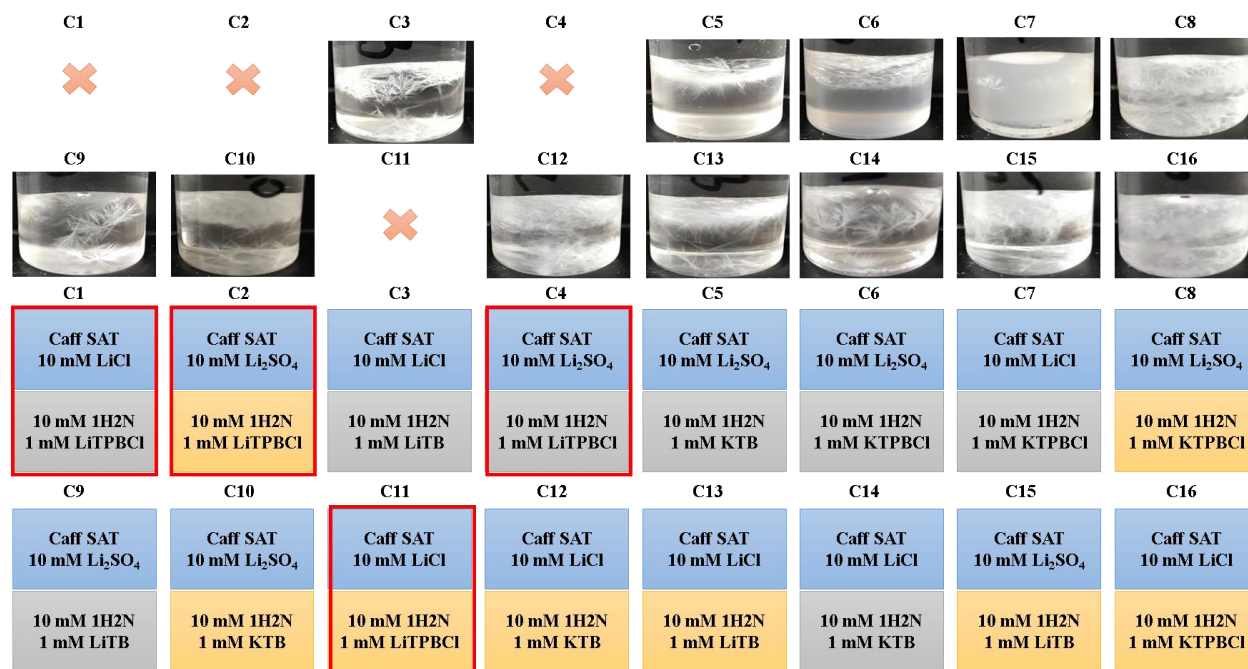 C1 C2 C3 C4 C5 C6 C7 C8
C9 C10 C11 C12 C13 C14 C15 C16
C1 C2 C3 C4 C5 C6 C7 C8
Caff SAT
10 mM LiCl
10 mM 1H2N
1 mM LiTPBCl
Caff SAT
10 mM Li₂SO₄
10 mM 1H2N
1 mM LiTPBCl
Caff SAT
10 mM LiCl
10 mM 1H2N
1 mM LiTB
Caff SAT
10 mM Li₂SO₄
10 mM 1H2N
1 mM LiTPBCl
Caff SAT
10 mM Li₂SO₄
10 mM 1H2N
1 mM KTB
Caff SAT
10 mM Li₂SO₄
10 mM 1H2N
1 mM KTPBCl
Caff SAT
10 mM LiCl
10 mM 1H2N
1 mM KTPBCl
Caff SAT
10 mM Li₂SO₄
10 mM 1H2N
1 mM KTPBCl
C9 C10 C11 C12 C13 C14 C15 C16
Caff SAT
10 mM Li₂SO₄
10 mM 1H2N
1 mM LiTB
Caff SAT
10 mM Li₂SO₄
10 mM 1H2N
1 mM KTB
Caff SAT
10 mM LiCl
10 mM 1H2N
1 mM LiTPBCl
Caff SAT
10 mM LiCl
10 mM 1H2N
1 mM KTB
Caff SAT
10 mM LiCl
10 mM 1H2N
1 mM LiTB
Caff SAT
10 mM LiCl
10 mM 1H2N
1 mM KTB
Caff SAT
10 mM Li₂SO₄
10 mM 1H2N
1 mM LiTB
Caff SAT
10 mM LiCl
10 mM 1H2N
1 mM KTPBCl